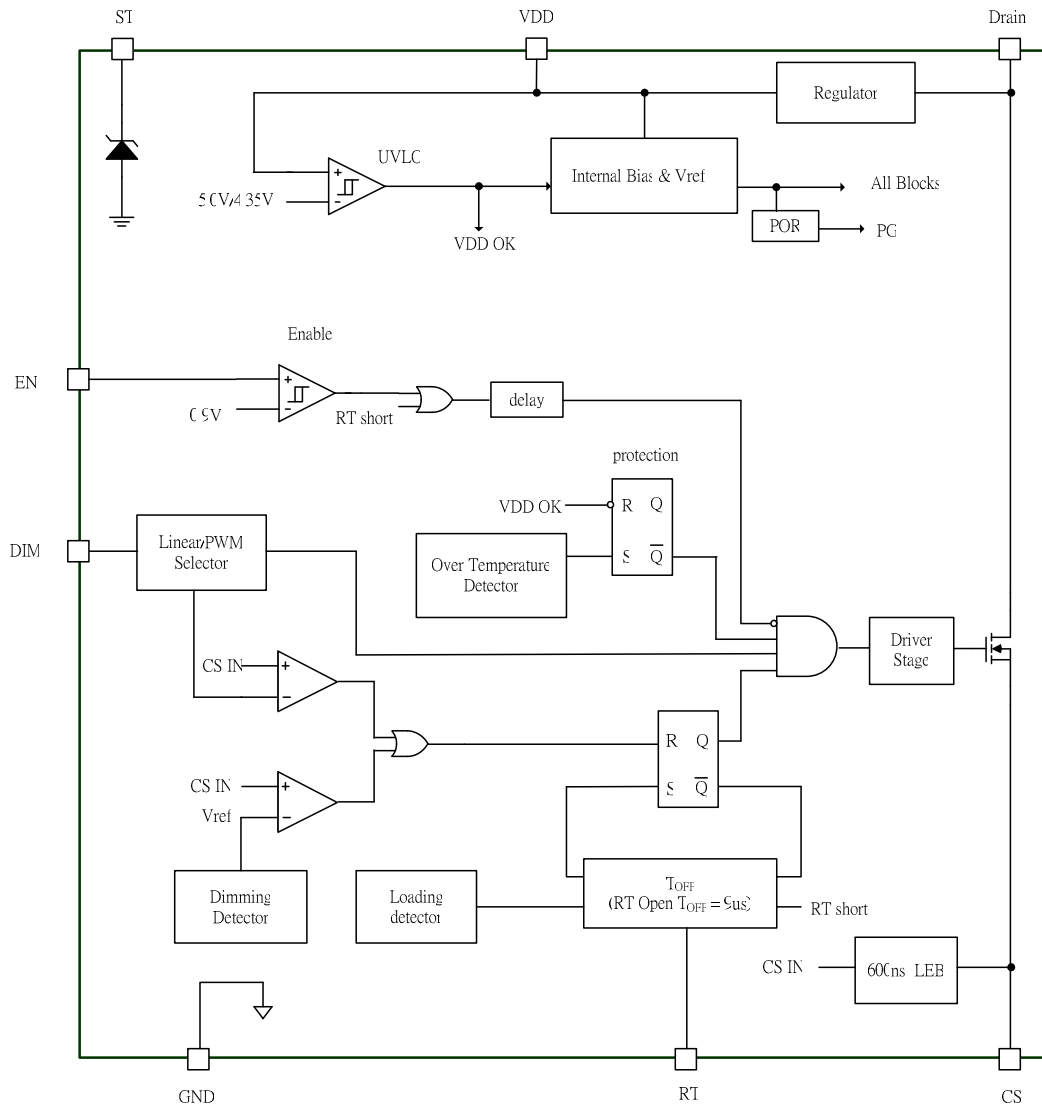 ST
VDD
Drain
Regulator
UVLO
Internal Bias & Vref
All Blocks
5.0V/4.35V
POR
PG
VDD OK
Enable
EN
delay
0.9V
RT short
protection
VDD OK
R Q
DIM
Linear/PWM
Selector
Over Temperature
Detector
S Q
Driver
Stage
CS IN
R Q
CS IN
S Q
Vref
Dimming
Detector
Loading
detector
TOFF
(RT Open TOFF = 9us)
RT short
CS IN
600ns LEB
GND
RT
CS